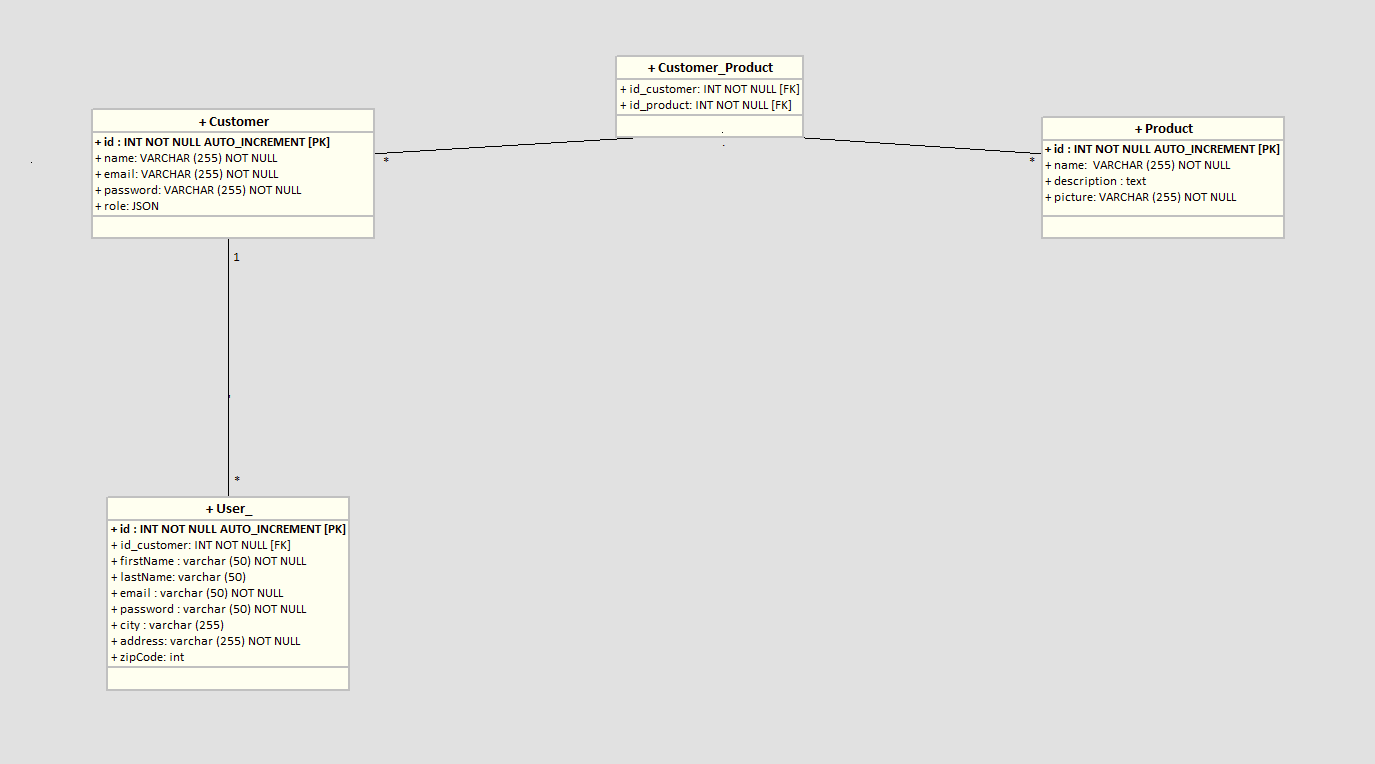 + Customer_Product
+ id_customer: INT NOT NULL [FK]
+ id_product: INT NOT NULL [FK]
+ Customer
+ id : INT NOT NULL AUTO_INCREMENT [PK]
+ name: VARCHAR (255) NOT NULL
+ email: VARCHAR (255) NOT NULL
+ password: VARCHAR (255) NOT NULL
+ role: JSON
*
*
+ Product
+ id : INT NOT NULL AUTO_INCREMENT [PK]
+ name:  VARCHAR (255) NOT NULL
+ description : text
+ picture: VARCHAR (255) NOT NULL
1
*
+ User_
+ id : INT NOT NULL AUTO_INCREMENT [PK]
+ id_customer: INT NOT NULL [FK]
+ firstName : varchar (50) NOT NULL
+ lastName: varchar (50)
+ email : varchar (50) NOT NULL
+ password : varchar (50) NOT NULL
+ city : varchar (255)
+ address: varchar (255) NOT NULL
+ zipCode: int